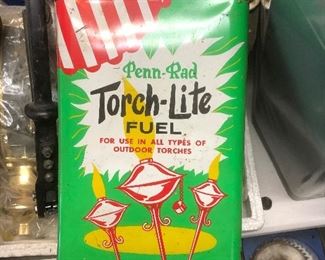 Penn-Rad
Torch-Lite
FUEL
FOR USE IN ALL TYPES OF
OUTDOOR TORCHES